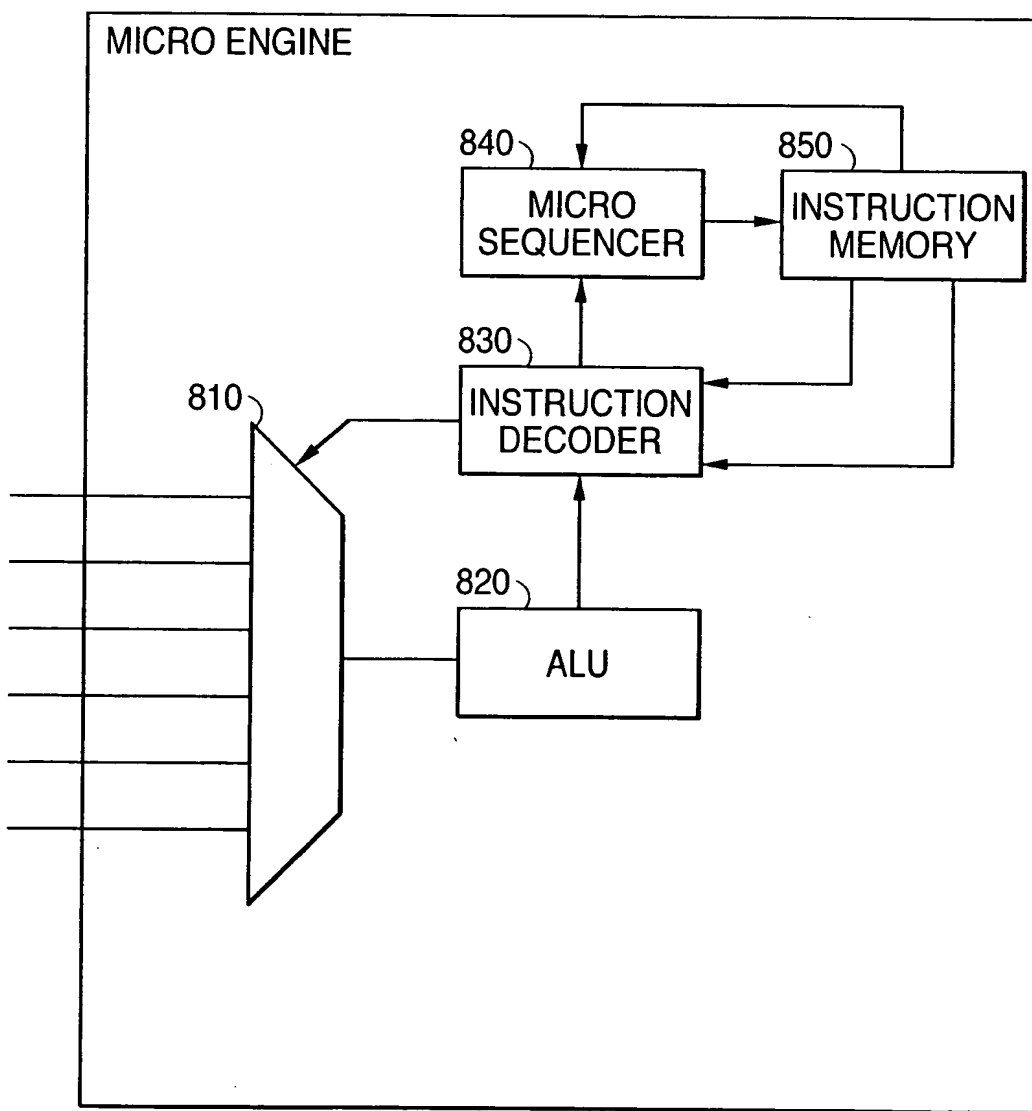 MICRO ENGINE
840
850
MICRO
SEQUENCER
INSTRUCTION
MEMORY
830
810
INSTRUCTION
DECODER
820
ALU